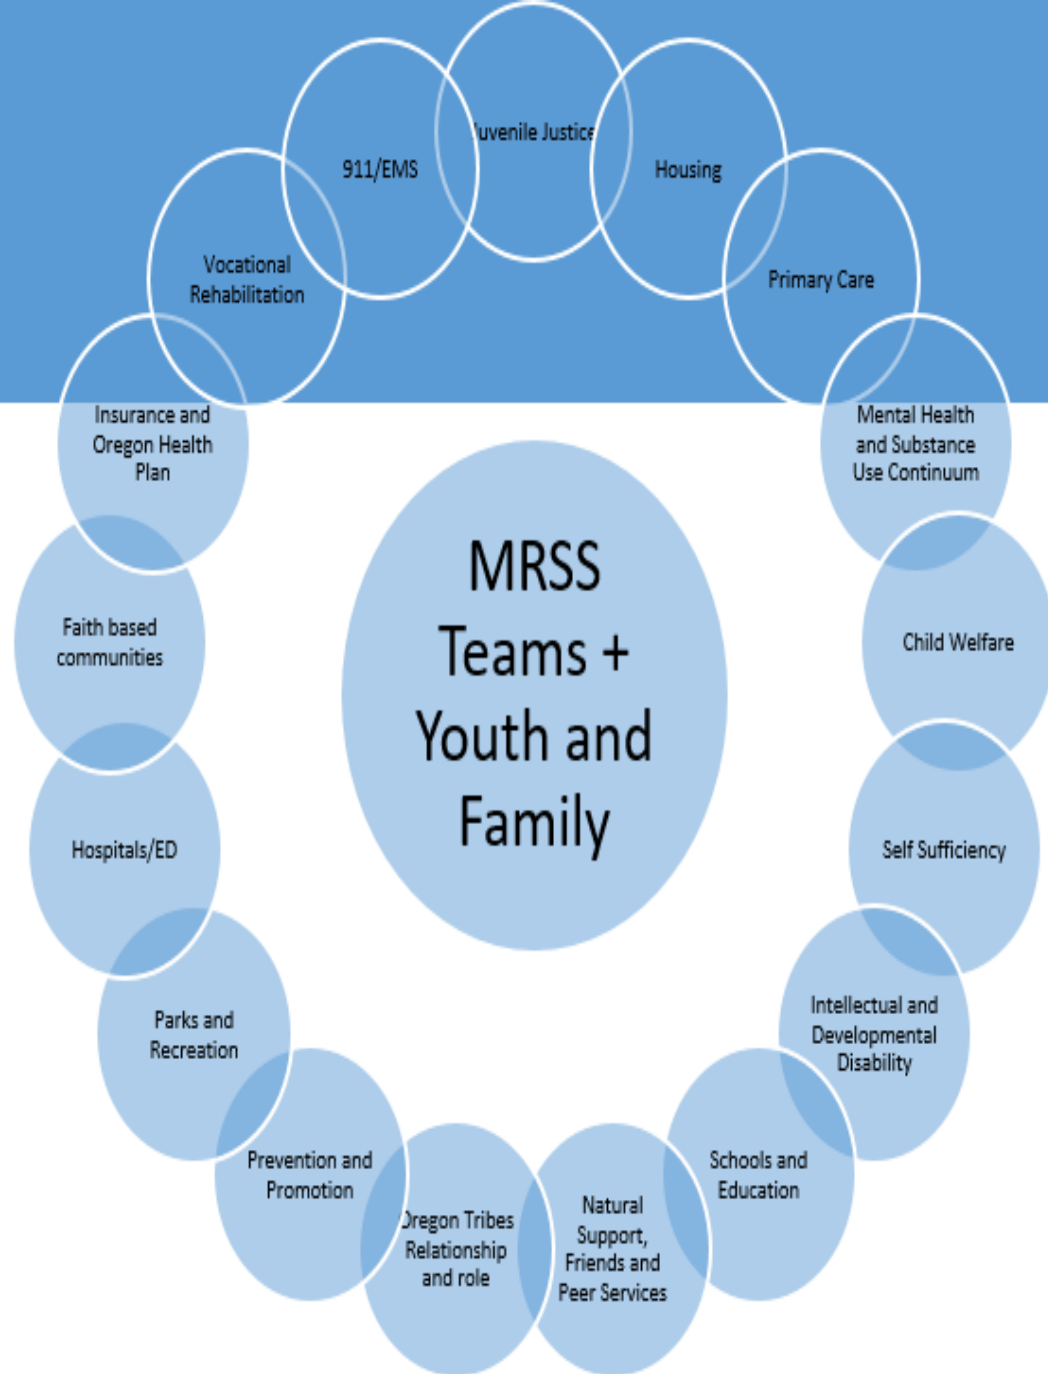 Juvenile Justice
Housing
Primary Care
Mental Health
and Substance
Use Continuum
Child Welfare
Self Sufficiency
Intellectual and
Developmental
Disability
Schools and
Education
Natural
Support,
Friends and
Peer Services
Oregon Tribes
Relationship
and role
Prevention and
Promotion
Parks and
Recreation
Hospitals/ED
Faith based
communities
Insurance and
Oregon Health
Plan
Vocational
Rehabilitation
911/EMS
MRSS
Teams +
Youth and
Family